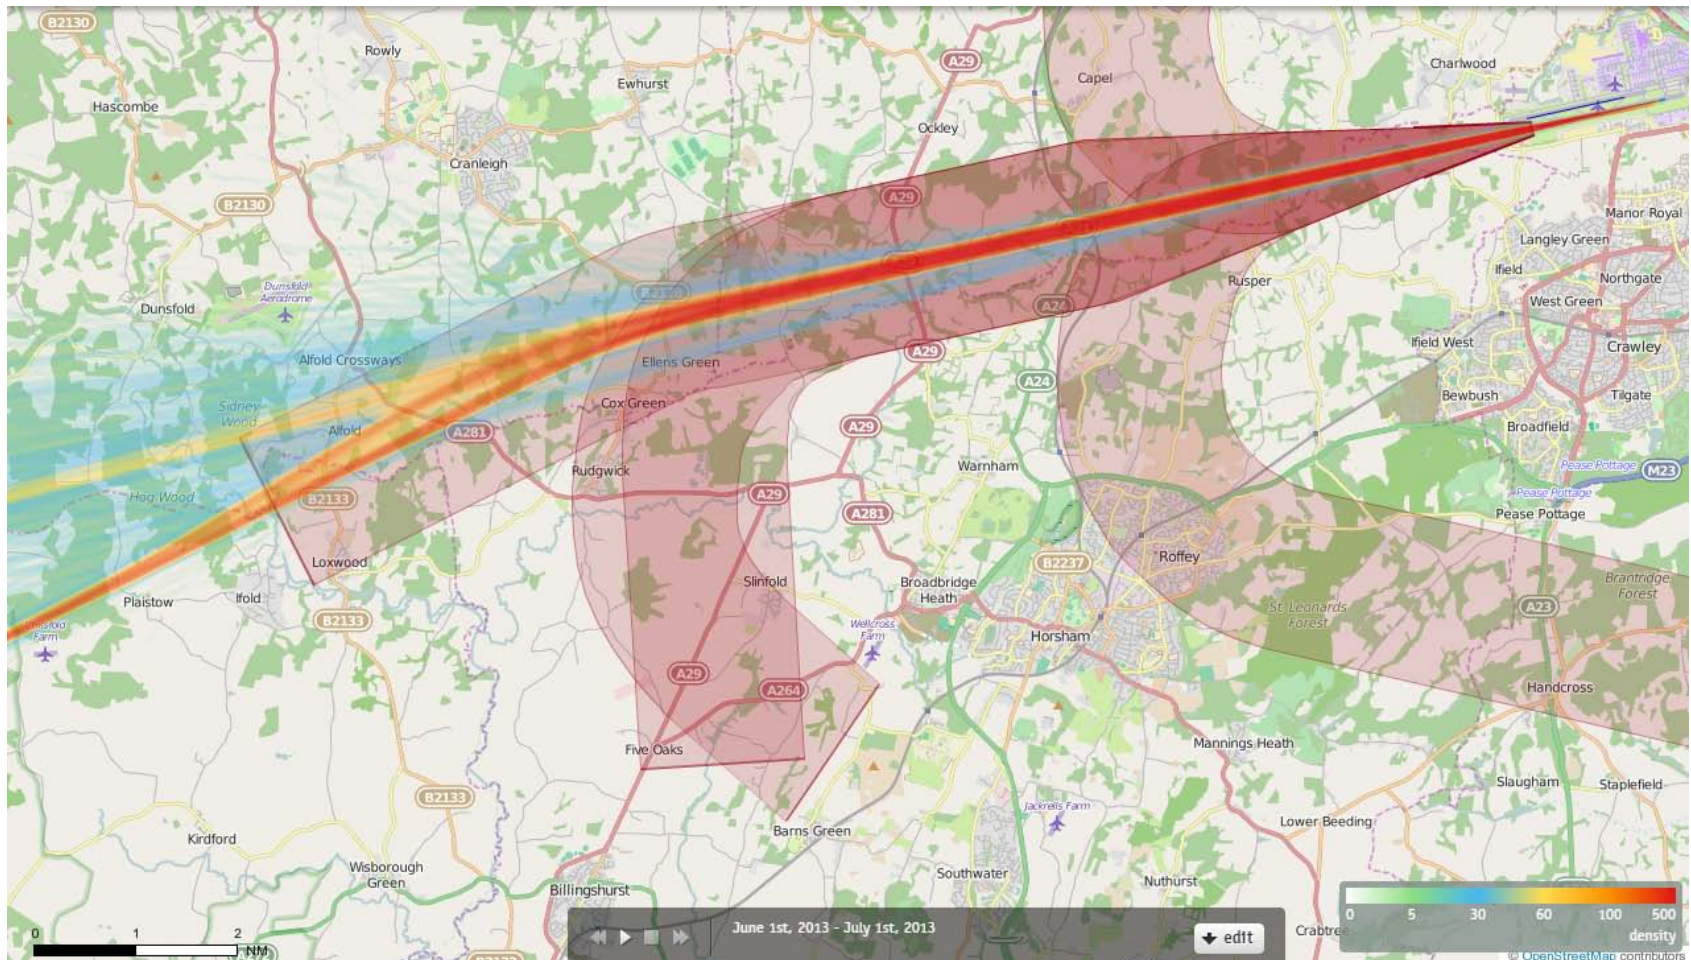 B2130
Rowly
A29
Charlwood
Capel
Ewhurst
Hascombe
Ockley
Cranleigh
A29
B2130
Manor Royal
Langley Green
Ifield
Northgate
Rusper
Dunsfold
Aerodrome
Dunsfold
A24
West Green
Ifield West
Crawley
Alfold Crossways
A29
Ellens Green
A24
Bewbush
Tilgate
Sidney
Wood
Cox Green
Alfold
A281
A29
Broadfield
Pease Pottage
M23
Rudgwick
Warnham
Hog Wood
B2133
A29
Pease Pottage
A281
Pease Pottage
Loxwood
B2237
Roffey
Slinfold
Broadbridge
Heath
Brantridge
Forest
Plaistow
Ifold
B2133
St Leonards
Forest
A23
Wellcross
Farm
Farm
Horsham
A29
A264
Handcross
Five Oaks
Mannings Heath
Slaugham
Staplefield
B2133
Jackrells Farm
Barns Green
Lower Beeding
Kirdford
Wisborough
Green
Southwater
Nuthurst
Billingshurst
0 5 30 60 100 500
density
June 1st, 2013 - July 1st, 2013
edit
Crabtree
0 1 2
NM
© OpenStreetMap contributors